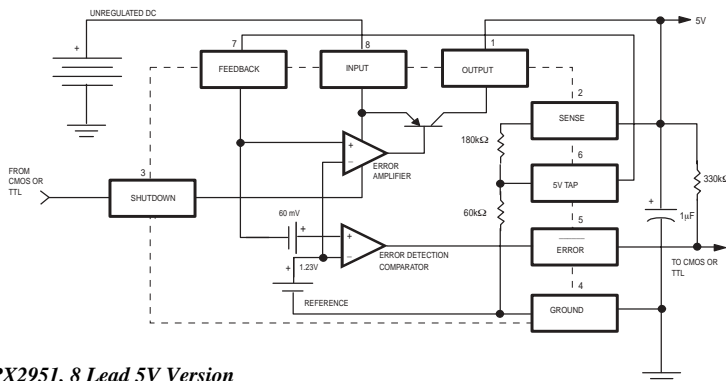 UNREGULATED DC
+
7
8
1
5V
FEEDBACK
INPUT
OUTPUT
2
SENSE
180kΩ
6
5V TAP
330kΩ
FROM
CMOS OR
TTL
3
SHUTDOWN
+
−
ERROR
AMPLIFIER
60kΩ
+
1µF
60 mV
+
+
−
5
ERROR
ERROR DETECTION
COMPARATOR
TO CMOS OR
TTL
+
1.23V
REFERENCE
4
GROUND
PX2951, 8 Lead 5V Version